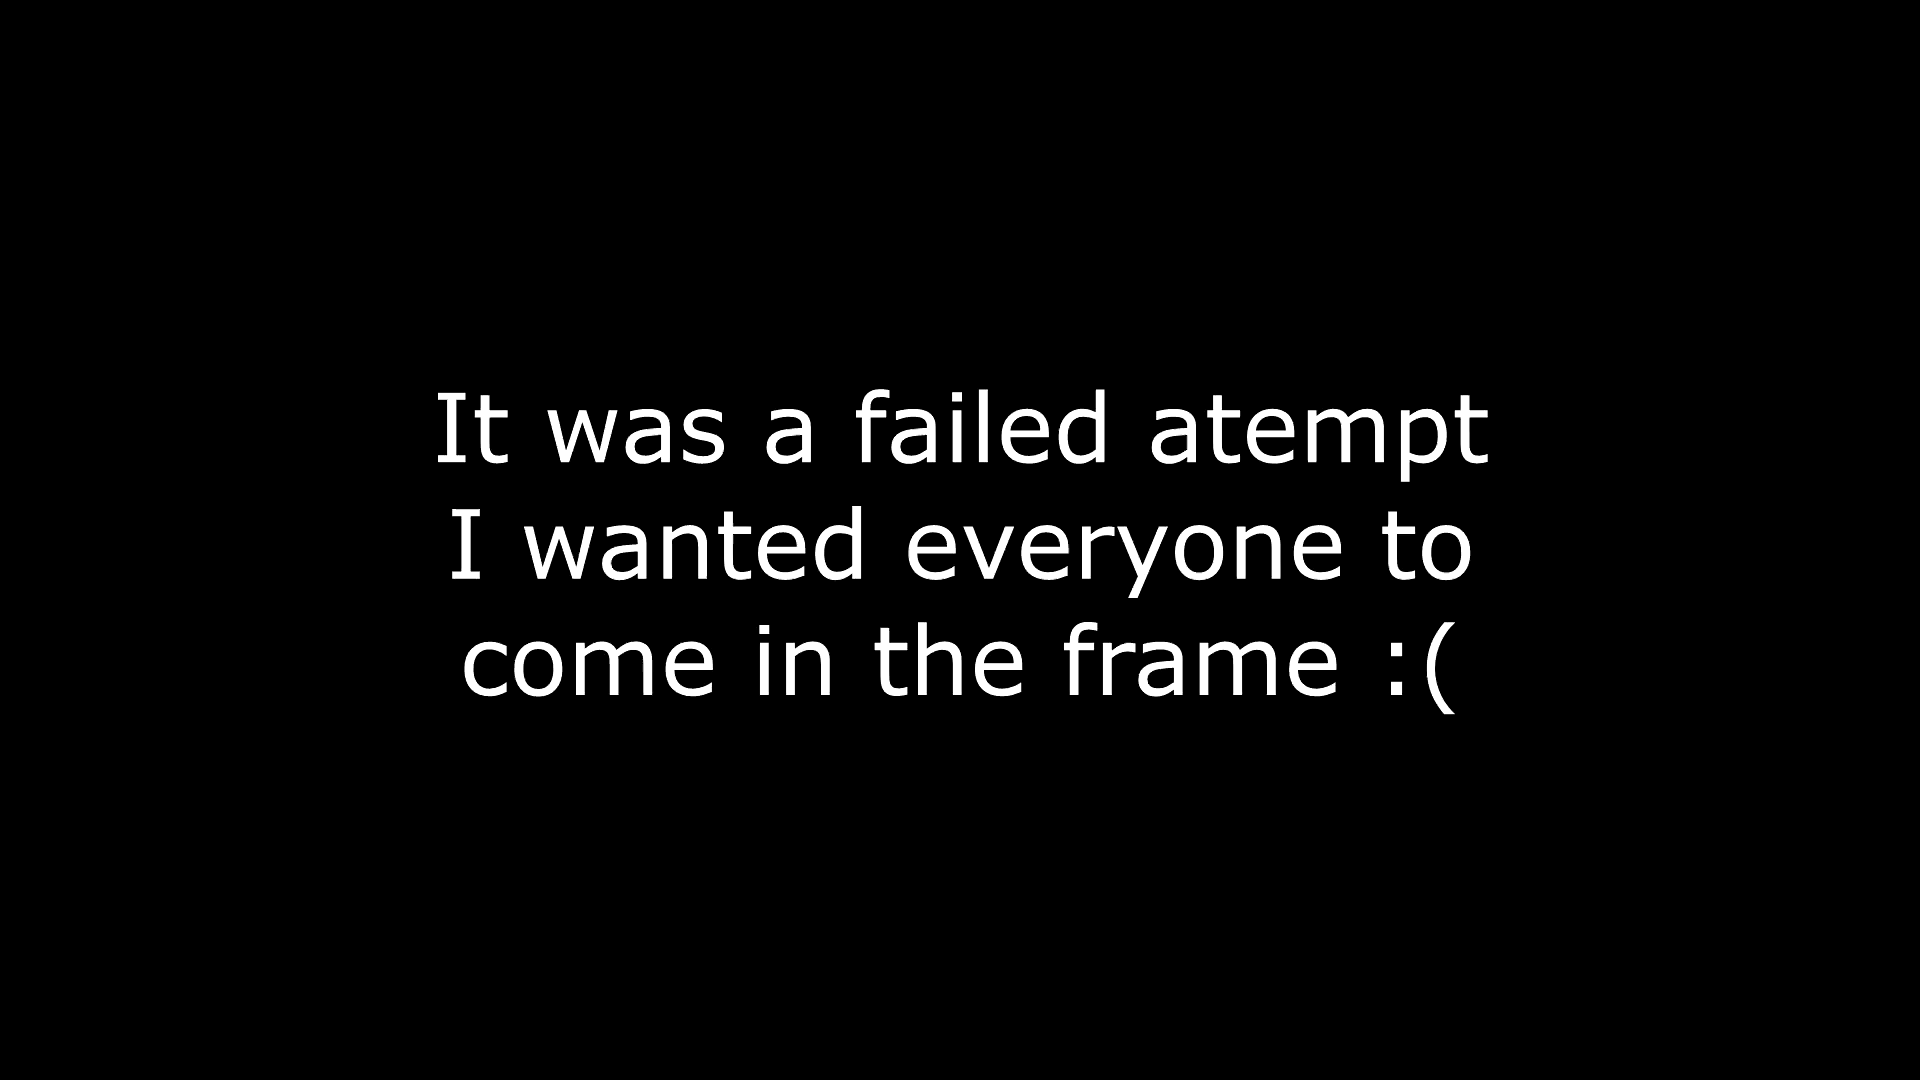 It was a failed atempt
I wanted everyone to
come in the frame :(